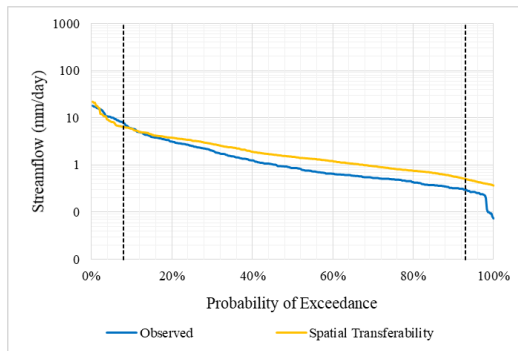 1000
100
10
1
0
0
Streamflow (mm/day)
0% 20% 40% 60% 80% 100%
Probability of Exceedance
Observed Spatial Transferability